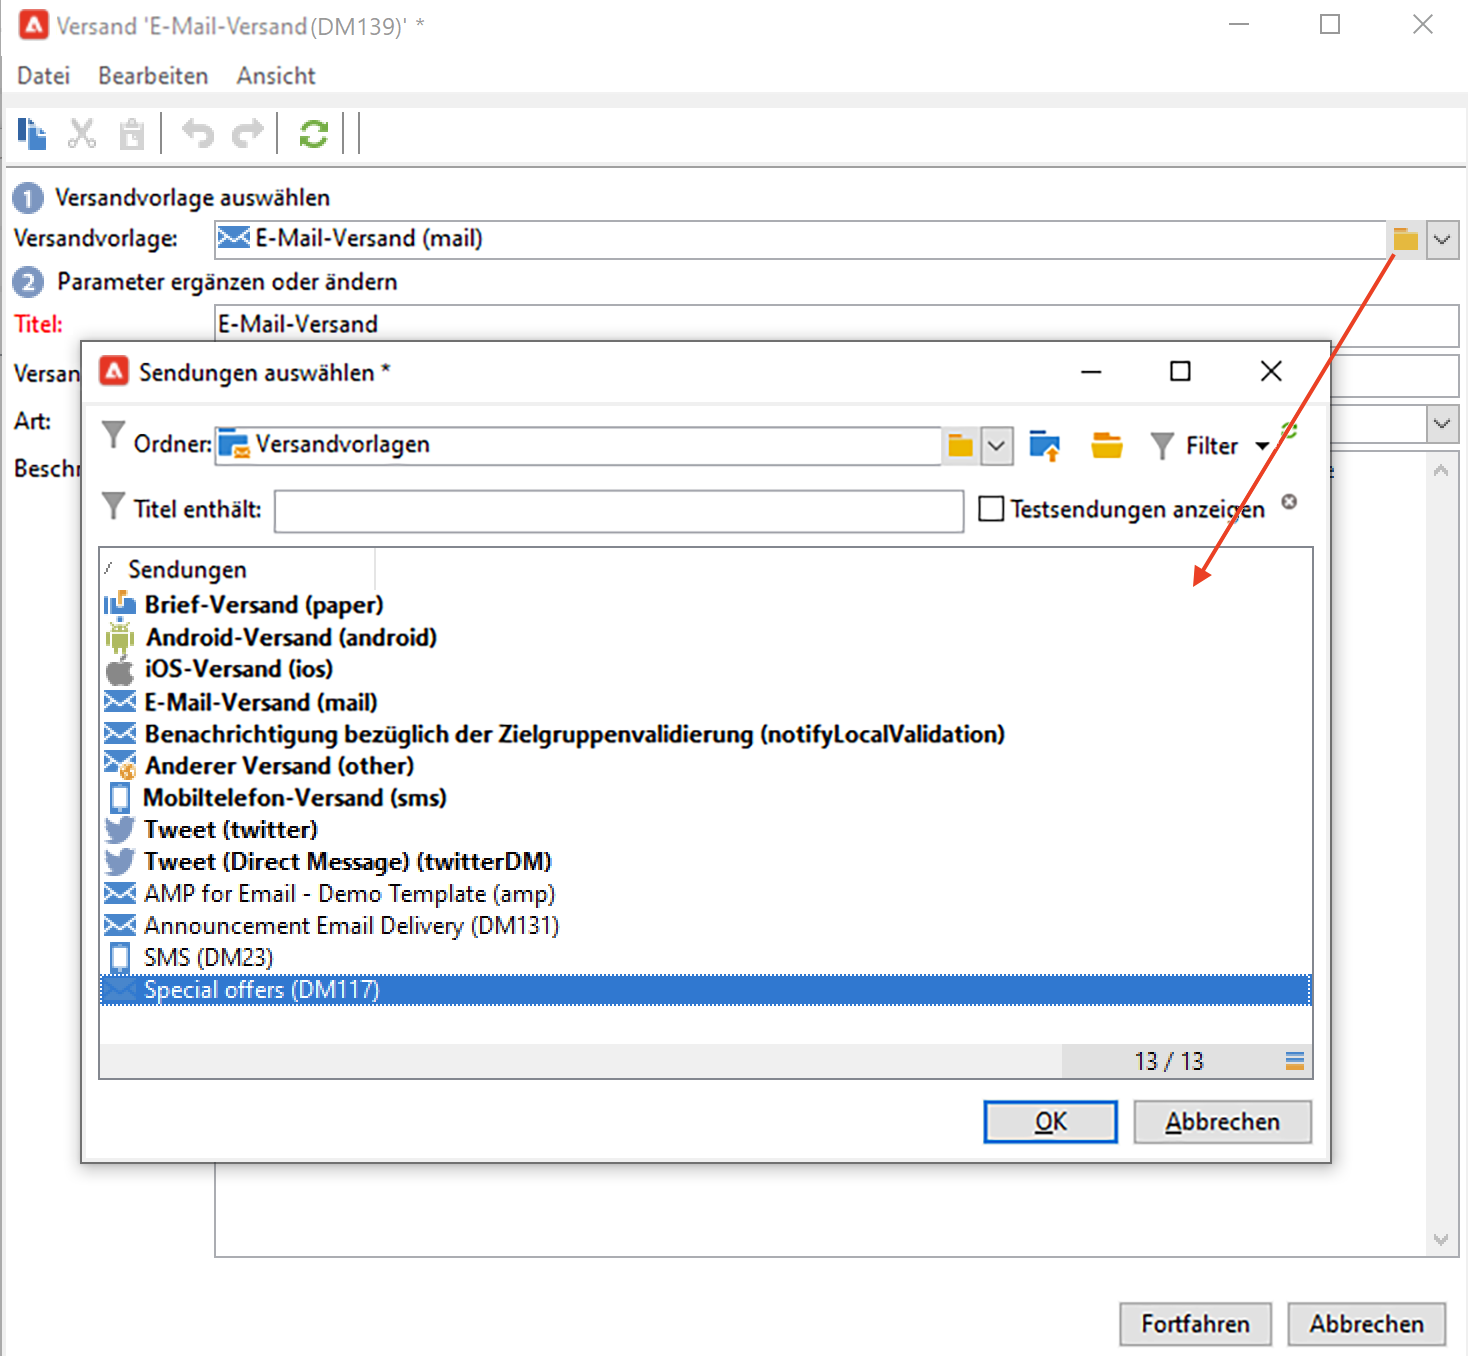 Versand 'E-Mail-Versand (DM139)' *
Datei Bearbeiten Ansicht
1 Versandvorlage auswählen
Versandvorlage: E-Mail-Versand (mail)
2 Parameter ergänzen oder ändern
Titel: E-Mail-Versand
Versan
Art:
Beschr
Sendungen auswählen *
Ordner: Versandvorlagen Filter
Titel enthält: Testsendungen anzeigen
Sendungen
Brief-Versand (paper)
Android-Versand (android)
iOS-Versand (ios)
E-Mail-Versand (mail)
Benachrichtigung bezüglich der Zielgruppenvalidierung (notifyLocalValidation)
Anderer Versand (other)
Mobiltelefon-Versand (sms)
Tweet (twitter)
Tweet (Direct Message) (twitterDM)
AMP for Email - Demo Template (amp)
Announcement Email Delivery (DM131)
SMS (DM23)
Special offers (DM117)
13 / 13
OK Abbrechen
Fortfahren Abbrechen